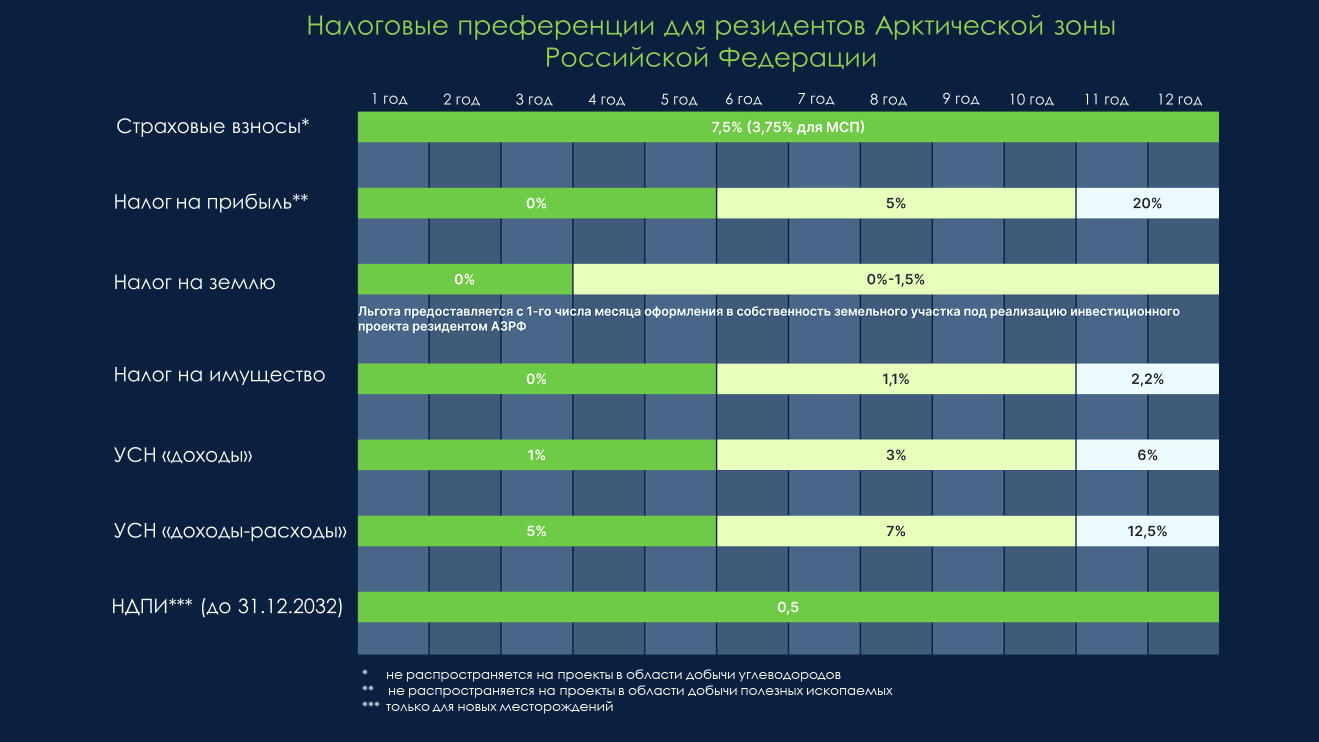 Налоговые преференции для резидентов Арктической зоны
Российской Федерации
1 год 2 год 3 год 4 год 5 год 6 год 7 год 8 год 9 год 10 год 11 год 12 год
Страховые взносы* 7,5% (3,75% для МСП)
Налог на прибыль** 0% 5% 20%
Налог на землю 0% 0%-1,5%
Льгота предоставляется с 1-го числа месяца оформления в собственность земельного участка под реализацию инвестиционного
проекта резидентом АЗРФ
Налог на имущество 0% 1,1% 2,2%
УСН «доходы» 1% 3% 6%
УСН «доходы-расходы» 5% 7% 12,5%
НДПИ*** (до 31.12.2032) 0,5
* не распространяется на проекты в области добычи углеводородов
** не распространяется на проекты в области добычи полезных ископаемых
*** только для новых месторождений